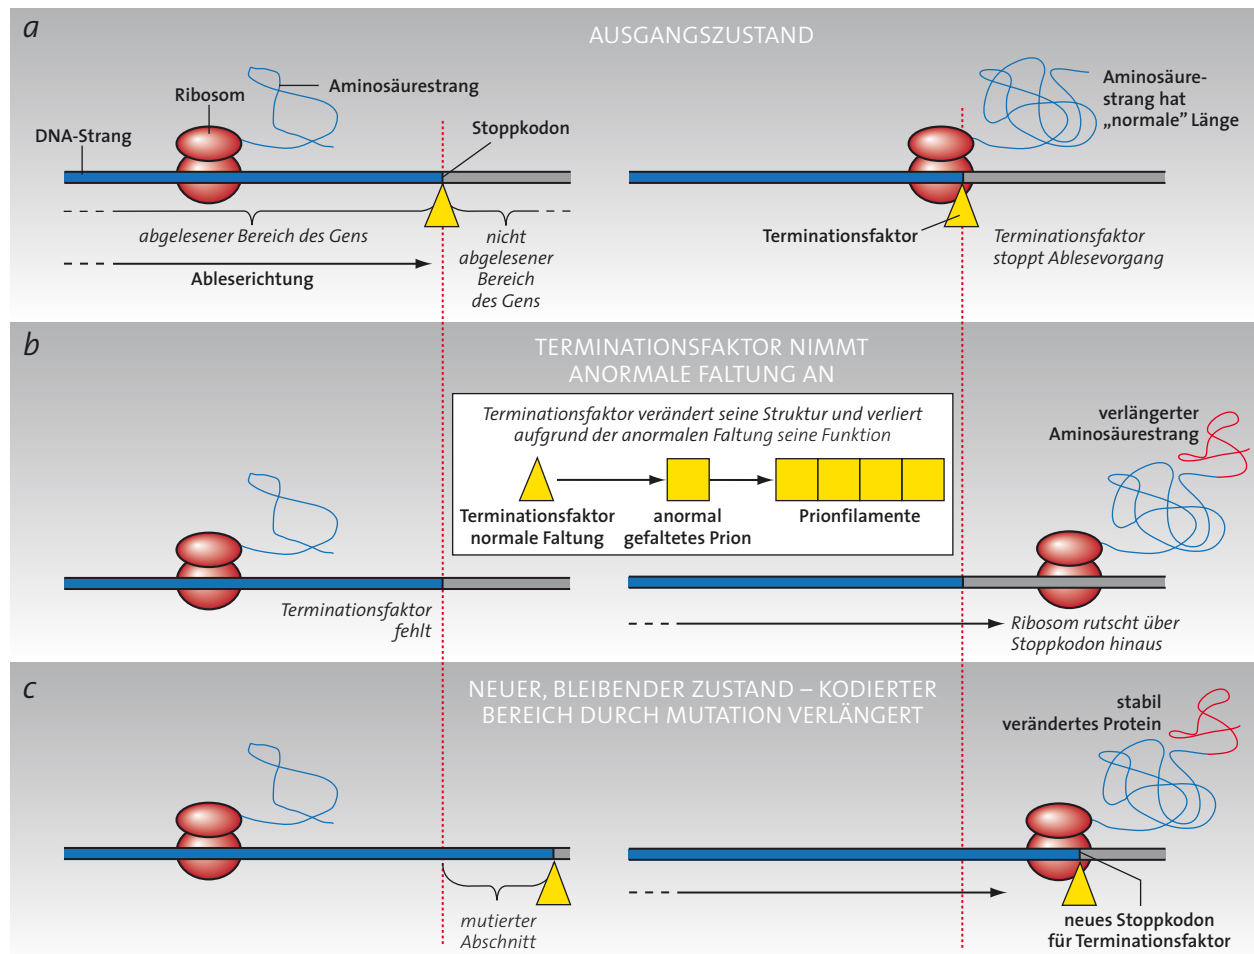 a
AUSGANGSZUSTAND
Aminosäurestrang
Ribosom
DNA-Strang
Stoppkodon
abgelesener Bereich des Gens
nicht
abgelesener
Bereich
des Gens
Ableserichtung
Aminosäure-
strang hat
„normale” Länge
Terminationsfaktor
Terminationsfaktor
stoppt Ablesevorgang
b
TERMINATIONSFAKTOR NIMMT
ANORMALE FALTUNG AN
Terminationsfaktor verändert seine Struktur und verliert
aufgrund der anormalen Faltung seine Funktion
Terminationsfaktor
normale Faltung
anormal
gefaltetes Prion
Prionfilamente
verlängerter
Aminosäurestrang
Terminationsfaktor
fehlt
Ribosom rutscht über
Stoppkodon hinaus
c
NEUER, BLEIBENDER ZUSTAND – KODIERTER
BEREICH DURCH MUTATION VERLÄNGERT
stabil
verändertes Protein
mutierter
Abschnitt
neues Stoppkodon
für Terminationsfaktor